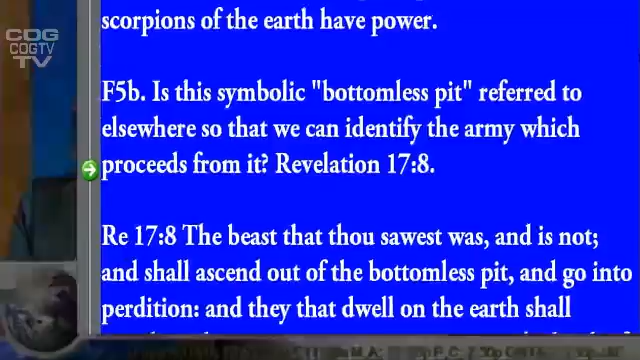 CDG
COGTV
TV
scorpions of the earth have power.
F5b. Is this symbolic "bottomless pit" referred to
elsewhere so that we can identify the army which
proceeds from it? Revelation 17:8.
Re 17:8 The beast that thou sawest was, and is not;
and shall ascend out of the bottomless pit, and go into
perdition: and they that dwell on the earth shall